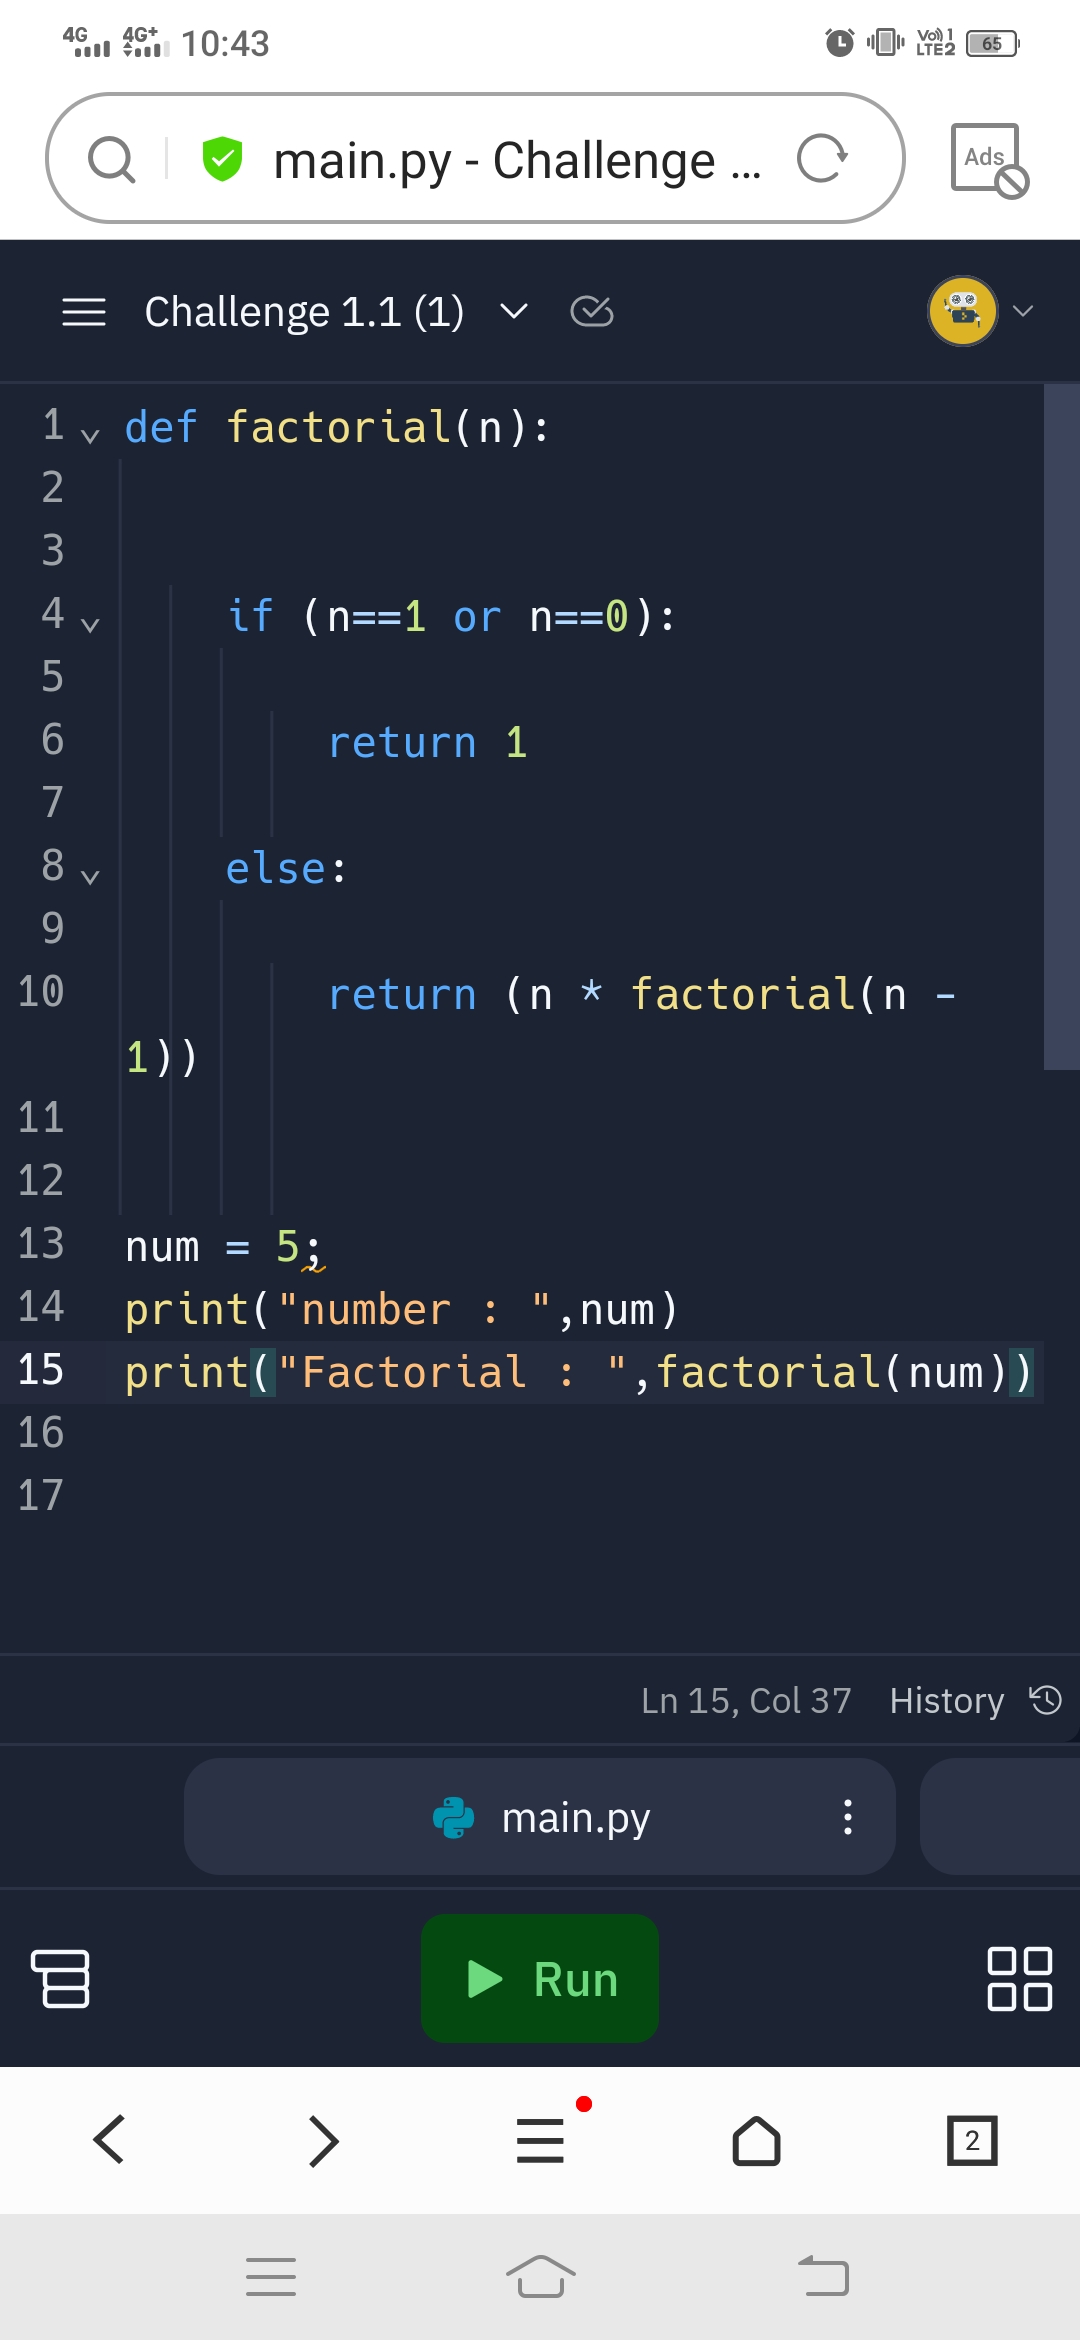 4G 4G+ 10:43 Vo)) 1 LTE2 65
main.py - Challenge ... Ads
Challenge 1.1 (1)
1 def factorial(n):
2
3
4 if (n==1 or n==0):
5
6 return 1
7
8 else:
9
10 return (n * factorial(n -
1))
11
12
13 num = 5;
14 print("number : ",num)
15 print("Factorial : ",factorial(num))
16
17
Ln 15, Col 37 History
main.py
Run
2